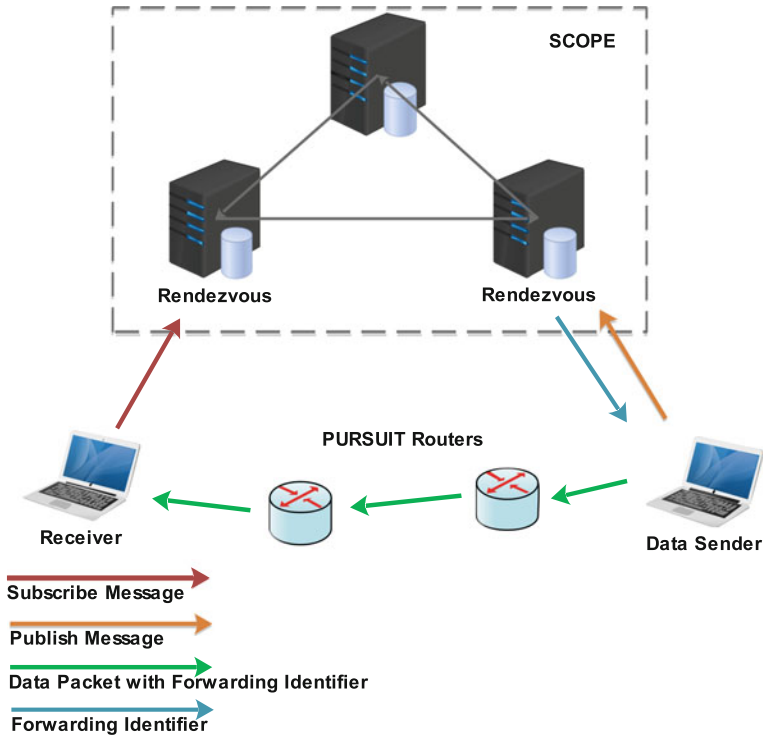 SCOPE
Rendezvous
Rendezvous
PURSUIT Routers
Receiver
Data Sender
Subscribe Message
Publish Message
Data Packet with Forwarding Identifier
Forwarding Identifier